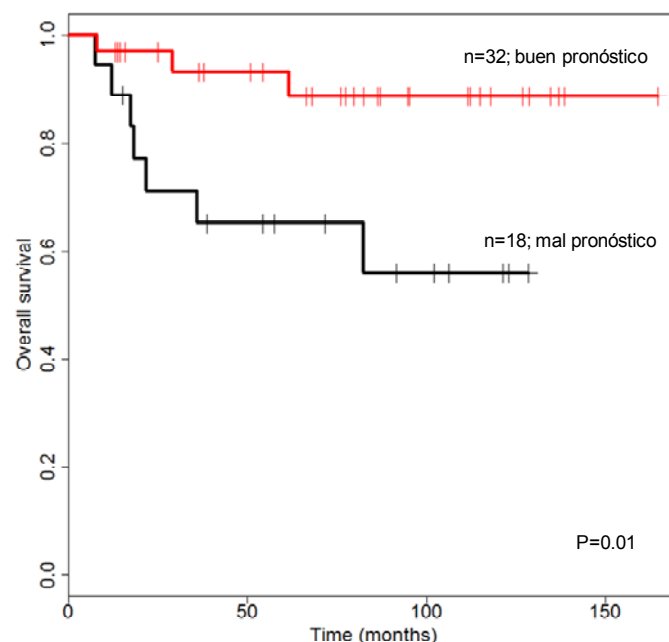 n=32; buen pronóstico
n=18; mal pronóstico
P=0.01
Overall survival
1.0
0.8
0.6
0.4
0.2
0.0
0 50 100 150
Time (months)